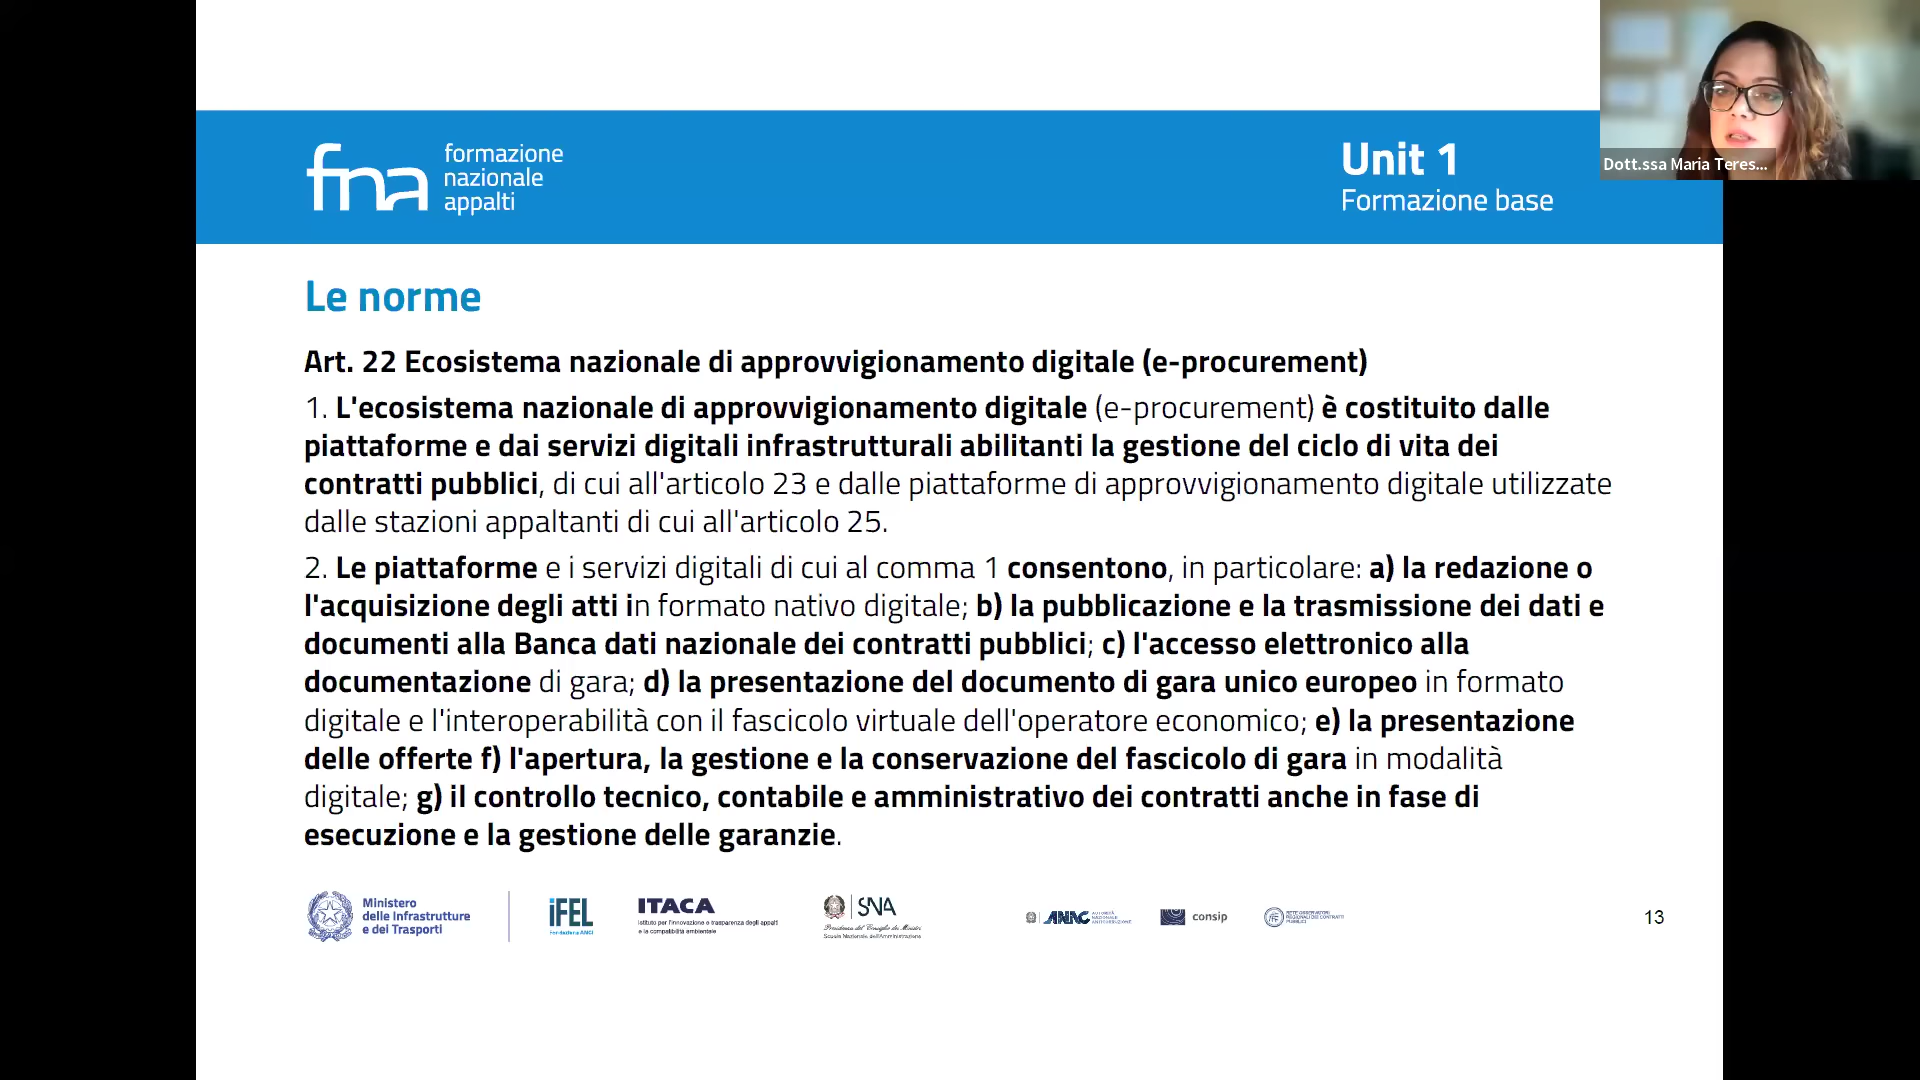 fna
formazione
nazionale
appalti
Unit 1
Formazione base
Dott.ssa Maria Teres...
Le norme
Art. 22 Ecosistema nazionale di approvvigionamento digitale (e-procurement)
1. L'ecosistema nazionale di approvvigionamento digitale (e-procurement) è costituito dalle
piattaforme e dai servizi digitali infrastrutturali abilitanti la gestione del ciclo di vita dei
contratti pubblici, di cui all'articolo 23 e dalle piattaforme di approvvigionamento digitale utilizzate
dalle stazioni appaltanti di cui all'articolo 25.
2. Le piattaforme e i servizi digitali di cui al comma 1 consentono, in particolare: a) la redazione o
l'acquisizione degli atti in formato nativo digitale; b) la pubblicazione e la trasmissione dei dati e
documenti alla Banca dati nazionale dei contratti pubblici; c) l'accesso elettronico alla
documentazione di gara; d) la presentazione del documento di gara unico europeo in formato
digitale e l'interoperabilità con il fascicolo virtuale dell'operatore economico; e) la presentazione
delle offerte f) l'apertura, la gestione e la conservazione del fascicolo di gara in modalità
digitale; g) il controllo tecnico, contabile e amministrativo dei contratti anche in fase di
esecuzione e la gestione delle garanzie.
Ministero
delle Infrastrutture
e dei Trasporti
iFEL
Fondazione ANCI
ITACA
Istituto per l'innovazione e trasparenza degli appalti
e la compatibilità ambientale
SNA
Presidenza del Consiglio dei Ministri
Scuola Nazionale dell'Amministrazione
ANAC
AUTORITÀ
NAZIONALE
ANTICORRUZIONE
consip
RETE OSSERVATORI
REGIONALI DEI CONTRATTI
PUBBLICI
13